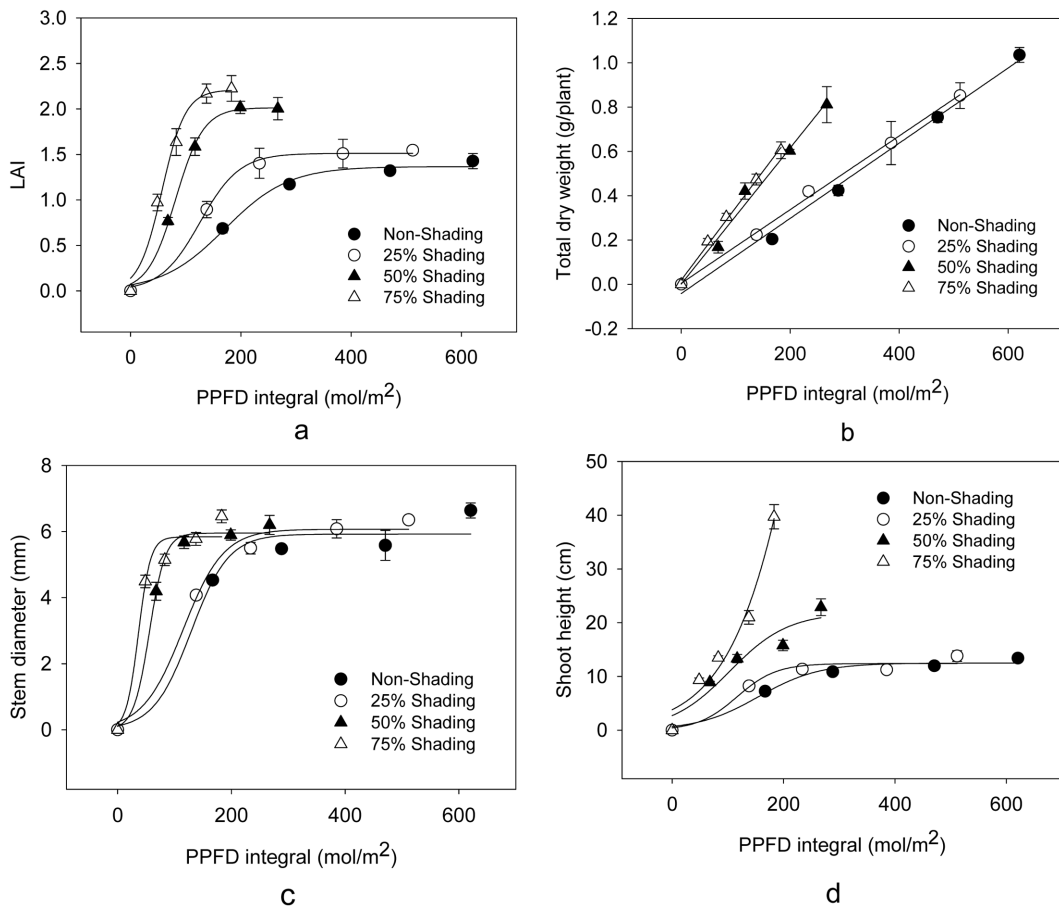 3.0
2.5
2.0
1.5
1.0
0.5
0.0
LAI
Non-Shading
25% Shading
50% Shading
75% Shading
0 200 400 600
PPFD integral (mol/m²)
a
1.2
1.0
0.8
0.6
0.4
0.2
0.0
-0.2
Total dry weight (g/plant)
Non-Shading
25% Shading
50% Shading
75% Shading
0 200 400 600
PPFD integral (mol/m²)
b
8
6
4
2
0
Stem diameter (mm)
Non-Shading
25% Shading
50% Shading
75% Shading
0 200 400 600
PPFD integral (mol/m²)
c
50
40
30
20
10
0
Shoot height (cm)
Non-Shading
25% Shading
50% Shading
75% Shading
0 200 400 600
PPFD integral (mol/m²)
d